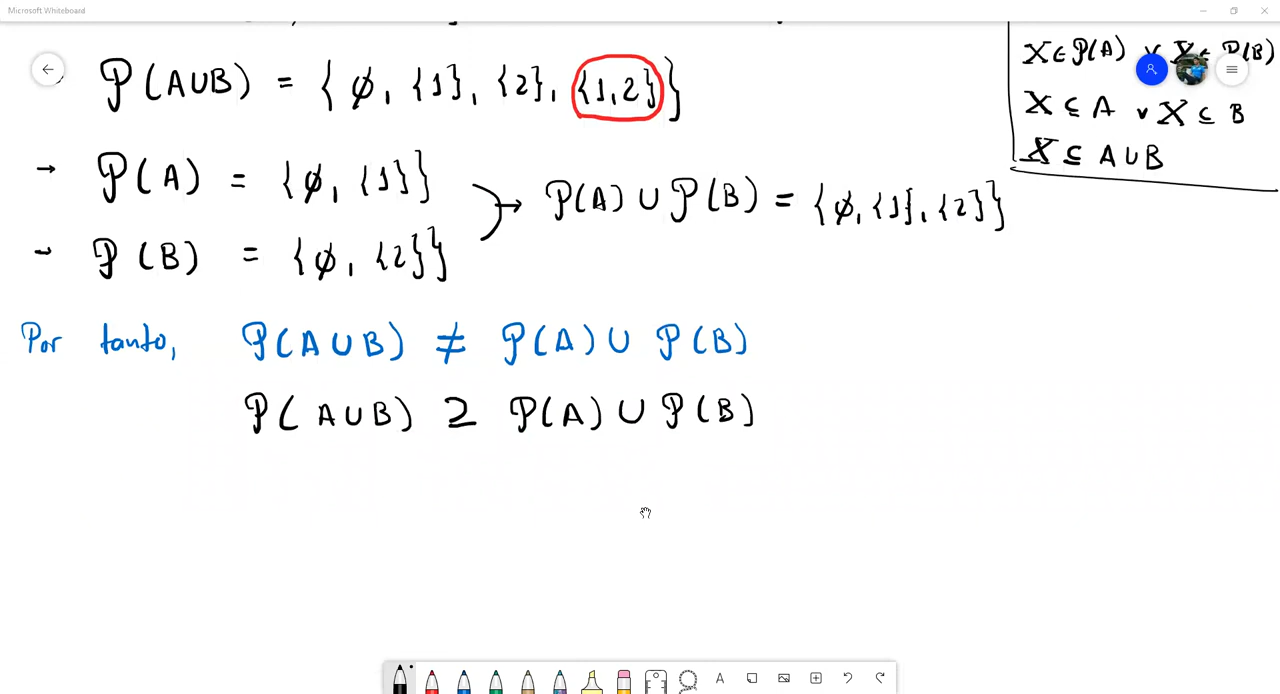 Microsoft Whiteboard
P(A∪B) = {∅, {1}, {2}, {1,2}}
→ P(A) = {∅, {1}}
→ P(B) = {∅, {2}}
→ P(A) ∪ P(B) = {∅, {1}, {2}}
Por tanto, P(A∪B) ≠ P(A) ∪ P(B)
P(A∪B) ⊇ P(A) ∪ P(B)
X ∈ P(A) ∨ X ∈ P(B)
X ⊆ A ∨ X ⊆ B
X ⊆ A∪B